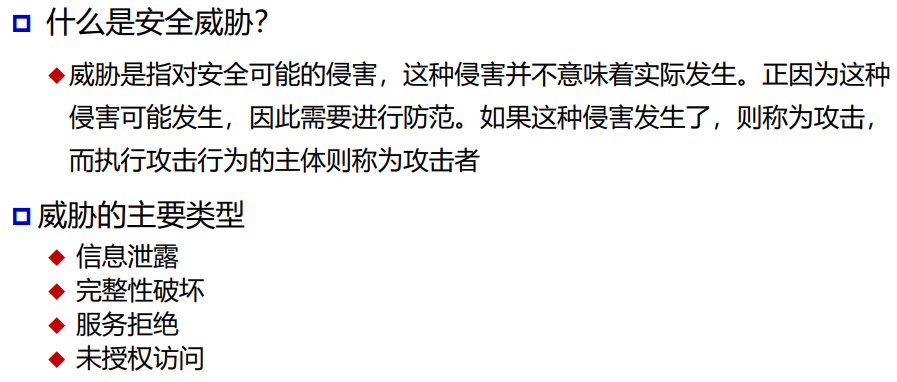 什么是安全威胁？
威胁是指对安全可能的侵害，这种侵害并不意味着实际发生。正因为这种
侵害可能发生，因此需要进行防范。如果这种侵害发生了，则称为攻击，
而执行攻击行为的主体则称为攻击者
威胁的主要类型
信息泄露
完整性破坏
服务拒绝
未授权访问